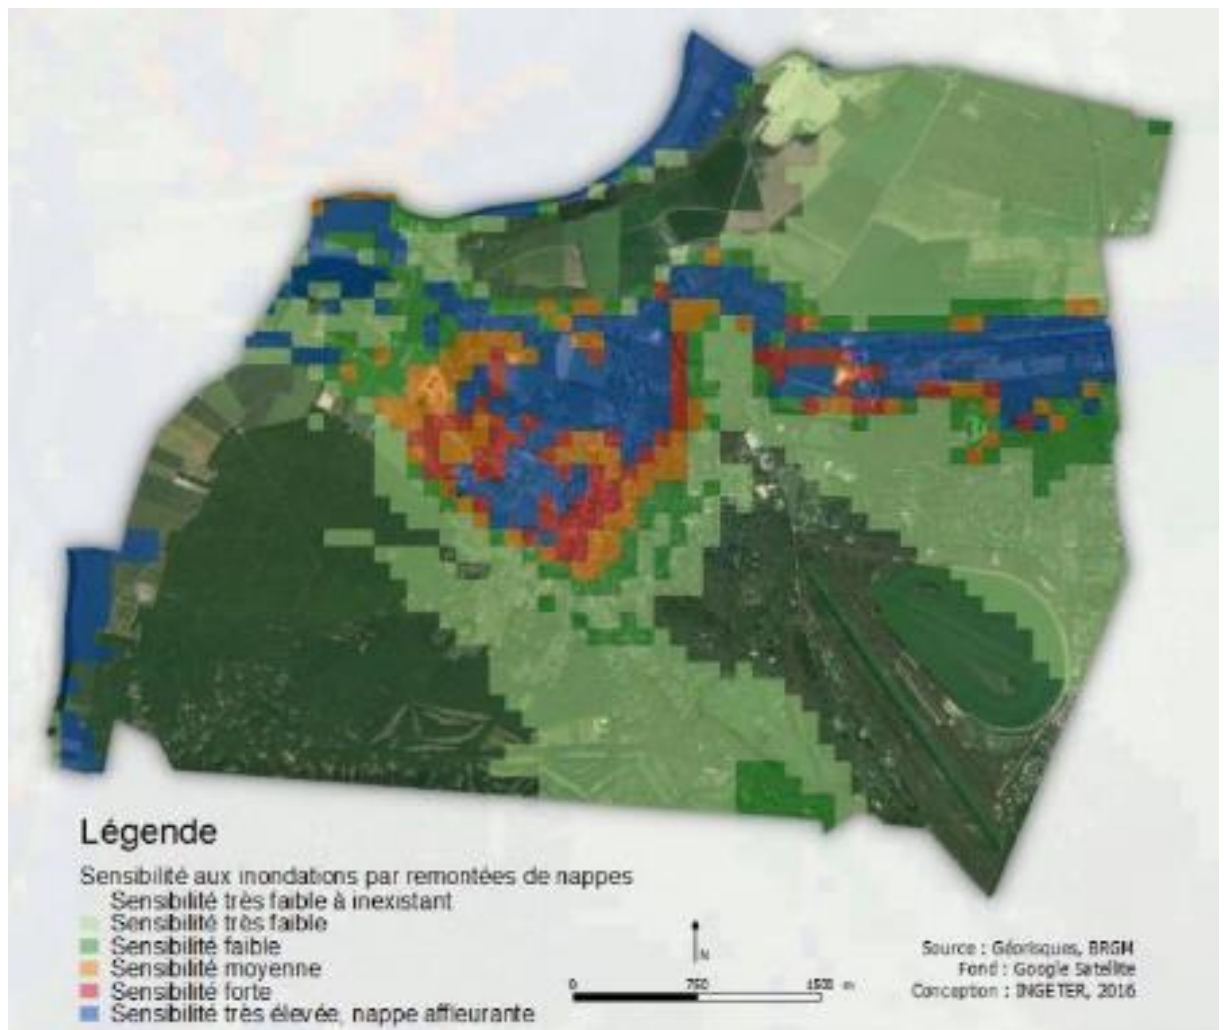 Légende
Sensibilité aux inondations par remontées de nappes
Sensibilité très faible à inexistant
Sensibilité très faible
Sensibilité faible
Sensibilité moyenne
Sensibilité forte
Sensibilité très élevée, nappe affleurante
N
0 750 1500 m
Source : Géorisques, BRGM
Fond : Google Satellite
Conception : INGETER, 2016